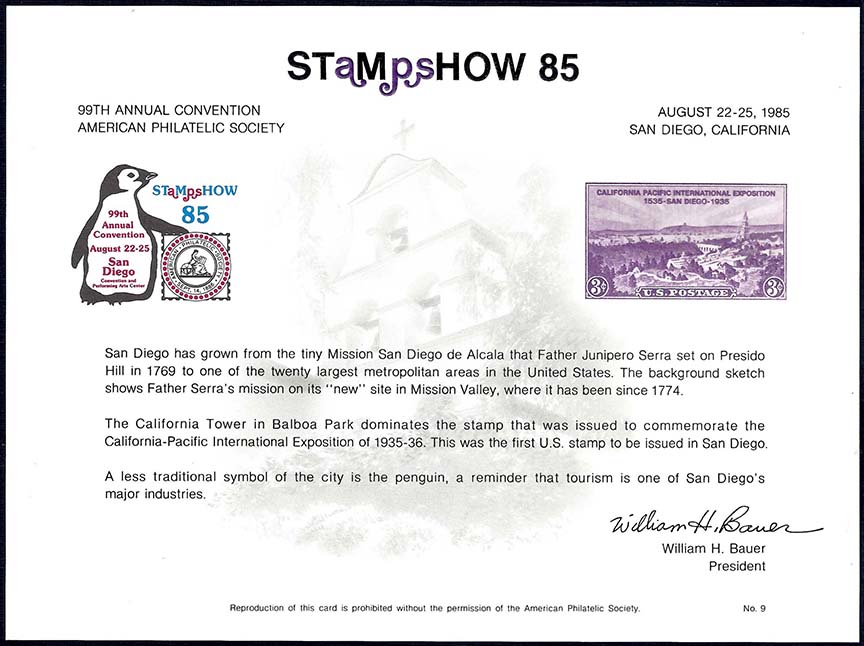 STaMpsHOW 85
99TH ANNUAL CONVENTION
AMERICAN PHILATELIC SOCIETY
AUGUST 22-25, 1985
SAN DIEGO, CALIFORNIA
STaMpsHOW
85
99th
Annual
Convention
August 22-25
San
Diego
Convention and
Performing Arts Center
AMERICAN PHILATELIC SOCIETY
SEPT. 14, 1886
CALIFORNIA PACIFIC INTERNATIONAL EXPOSITION
1535-SAN DIEGO-1935
3¢ U.S. POSTAGE 3¢
San Diego has grown from the tiny Mission San Diego de Alcala that Father Junipero Serra set on Presido
Hill in 1769 to one of the twenty largest metropolitan areas in the United States. The background sketch
shows Father Serra's mission on its "new" site in Mission Valley, where it has been since 1774.
The California Tower in Balboa Park dominates the stamp that was issued to commemorate the
California-Pacific International Exposition of 1935-36. This was the first U.S. stamp to be issued in San Diego.
A less traditional symbol of the city is the penguin, a reminder that tourism is one of San Diego's
major industries.
William H. Bauer
William H. Bauer
President
Reproduction of this card is prohibited without the permission of the American Philatelic Society.
No. 9